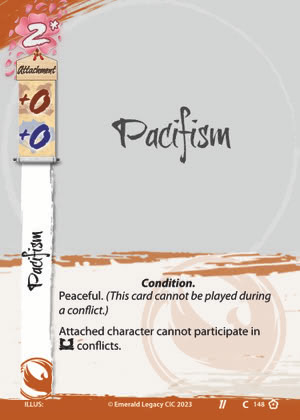 2*
Attachment
+0
+0
Pacifism
Pacifism
Condition.
Peaceful. (This card cannot be played during
a conflict.)
Attached character cannot participate in
conflicts.
ILLUS:
© Emerald Legacy CIC 2023
C 148